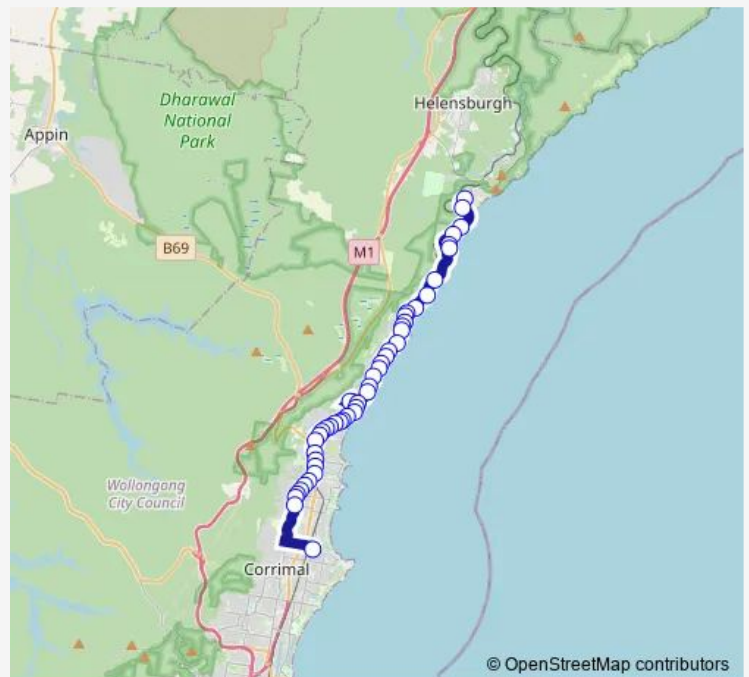 Helensburgh
Dharawal
National
Park
Appin
B69
M1
Wollongong
City Council
Corrimal
© OpenStreetMap contributors